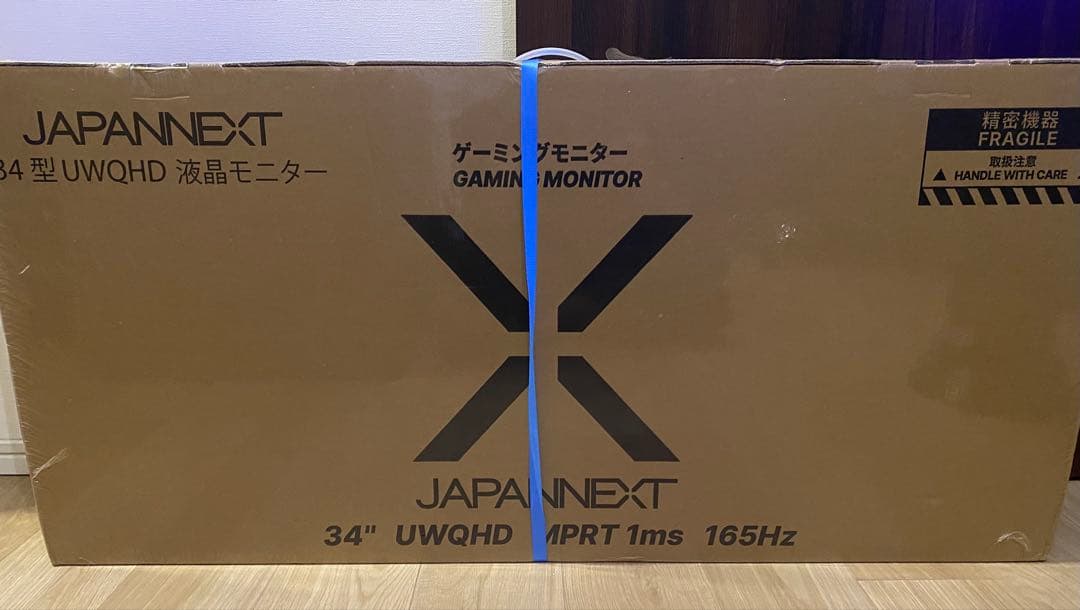 JAPANNEXT
34型 UWQHD 液晶モニター
ゲーミングモニター
GAMING MONITOR
精密機器
FRAGILE
取扱注意
▲ HANDLE WITH CARE ▲
JAPANNEXT
34" UWQHD MPRT 1ms 165Hz